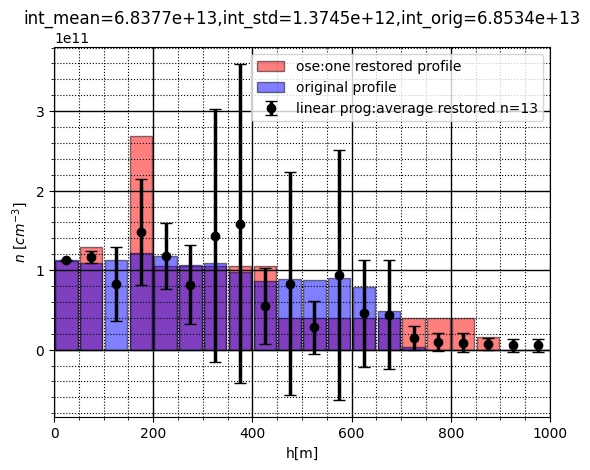 int_mean=6.8377e+13,int_std=1.3745e+12,int_orig=6.8534e+13
1e11
ose:one restored profile
original profile
linear prog:average restored n=13
3
2
1
0
n [cm⁻³]
0 200 400 600 800 1000
h[m]